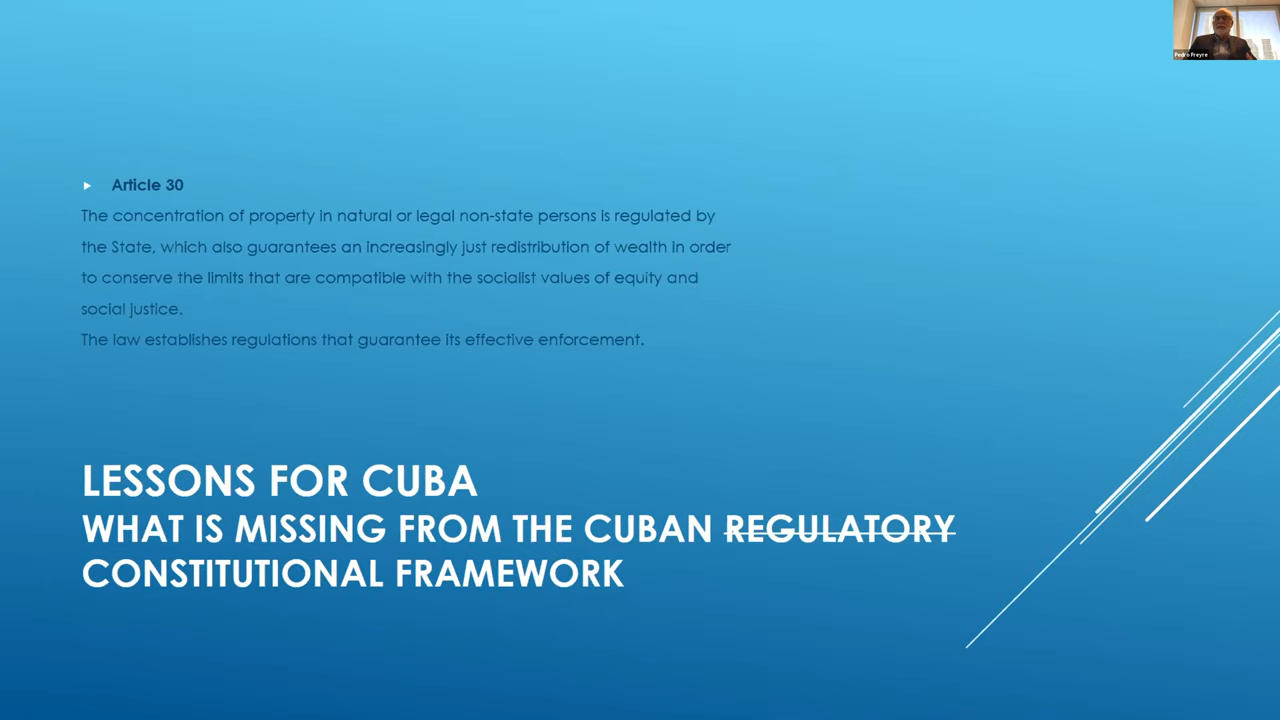 Pedro Freyre
Article 30
The concentration of property in natural or legal non-state persons is regulated by
the State, which also guarantees an increasingly just redistribution of wealth in order
to conserve the limits that are compatible with the socialist values of equity and
social justice.
The law establishes regulations that guarantee its effective enforcement.
LESSONS FOR CUBA
WHAT IS MISSING FROM THE CUBAN REGULATORY
CONSTITUTIONAL FRAMEWORK